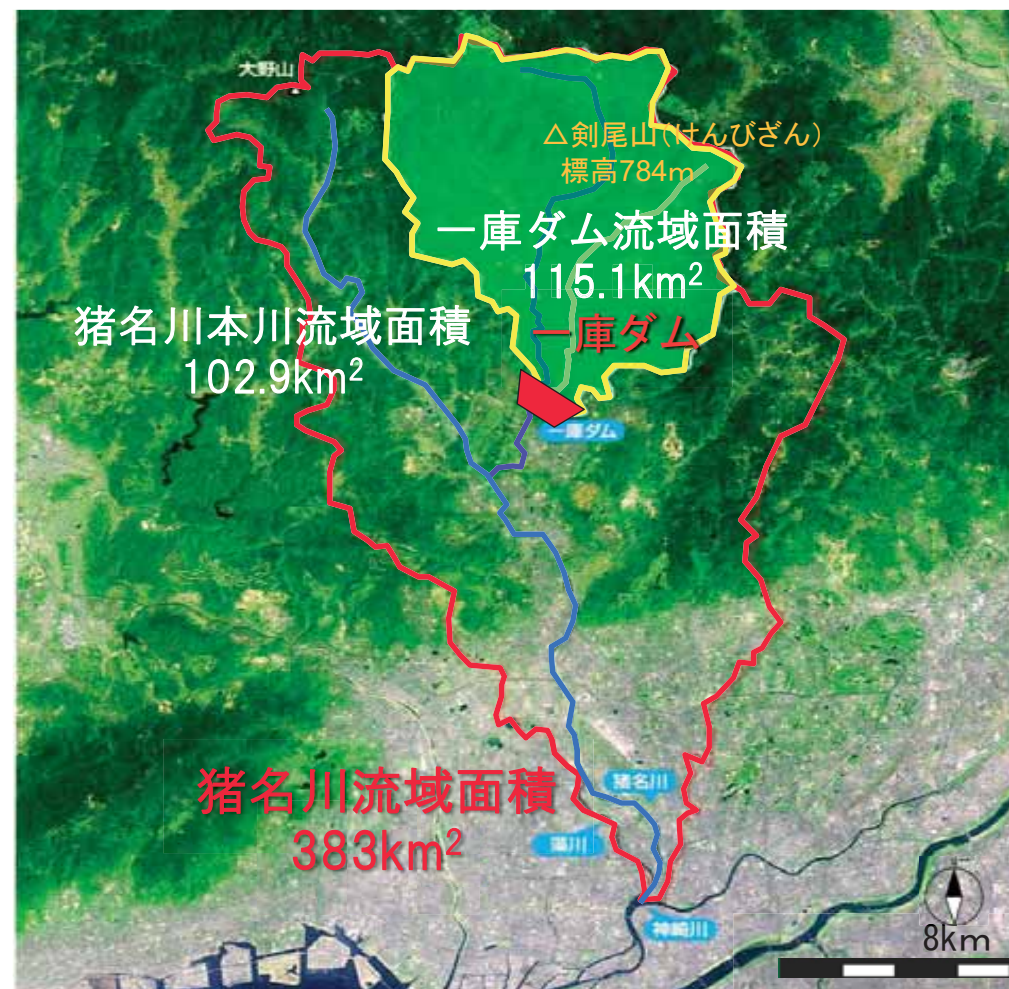 大野山
△剣尾山(けんびざん)
標高784m
一庫ダム流域面積
115.1km²
一庫ダム
猪名川本川流域面積
102.9km²
一庫ダム
猪名川流域面積
383km²
猪名川
藻川
神崎川
8km